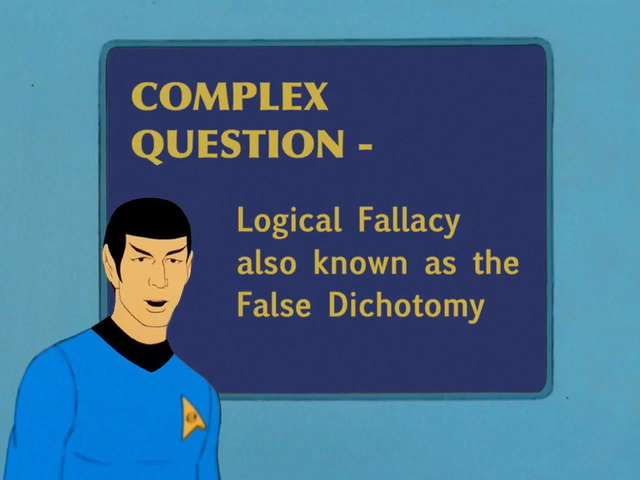 COMPLEX
QUESTION -
Logical Fallacy
also known as the
False Dichotomy